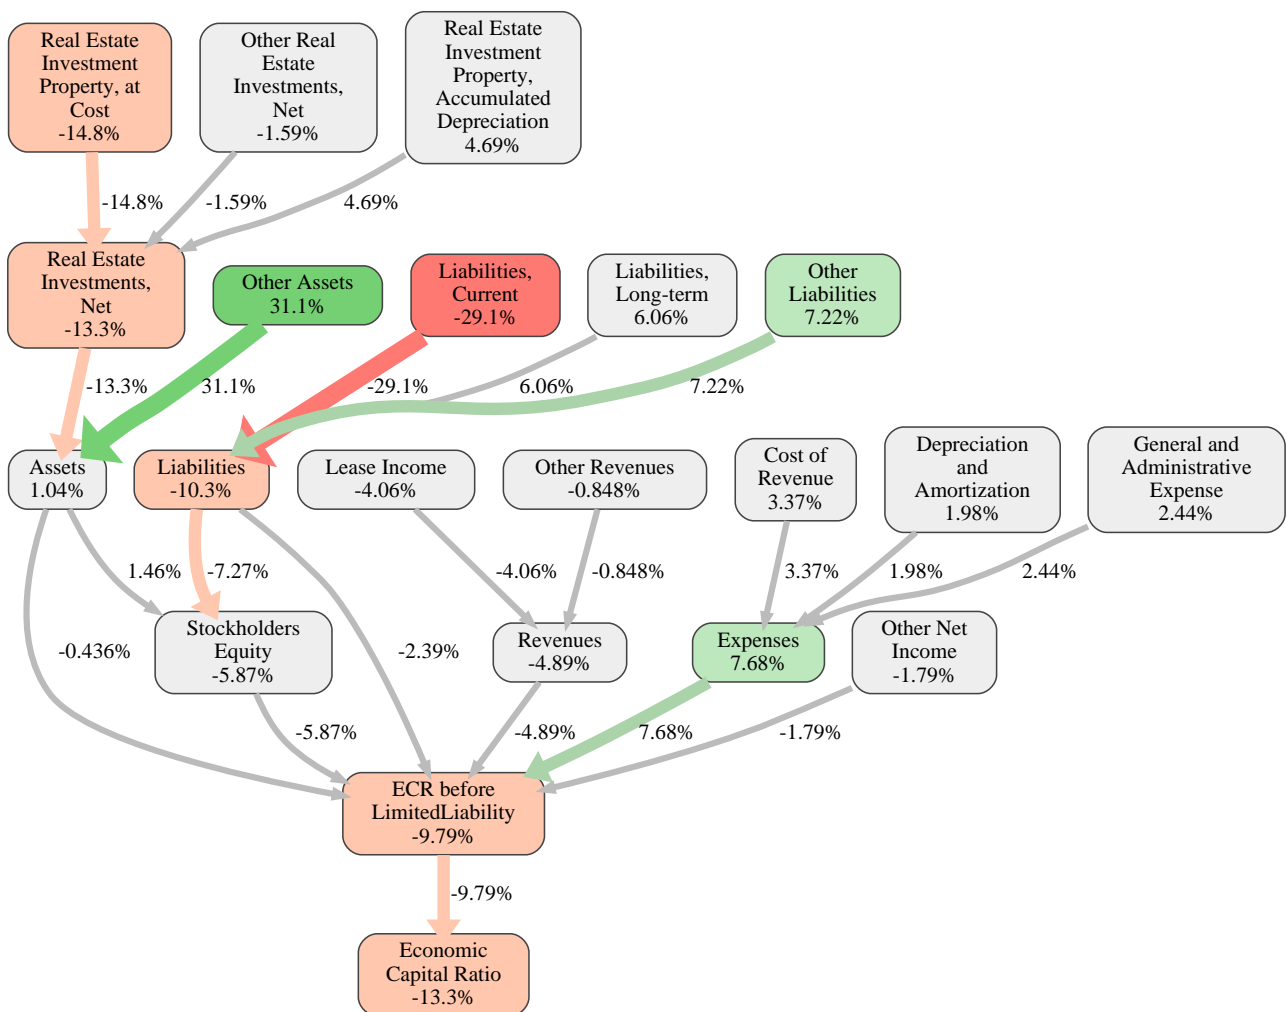 Real Estate
Investment
Property, at
Cost
-14.8%
Other Real
Estate
Investments,
Net
-1.59%
Real Estate
Investment
Property,
Accumulated
Depreciation
4.69%
-14.8%
-1.59%
4.69%
Real Estate
Investments,
Net
-13.3%
Other Assets
31.1%
Liabilities,
Current
-29.1%
Liabilities,
Long-term
6.06%
Other
Liabilities
7.22%
-13.3%
31.1%
-29.1%
6.06%
7.22%
Assets
1.04%
Liabilities
-10.3%
Lease Income
-4.06%
Other Revenues
-0.848%
Cost of
Revenue
3.37%
Depreciation
and
Amortization
1.98%
General and
Administrative
Expense
2.44%
1.46%
-7.27%
-4.06%
-0.848%
3.37%
1.98%
2.44%
Stockholders
Equity
-5.87%
Revenues
-4.89%
Expenses
7.68%
Other Net
Income
-1.79%
-0.436%
-2.39%
-5.87%
-4.89%
7.68%
-1.79%
ECR before
LimitedLiability
-9.79%
-9.79%
Economic
Capital Ratio
-13.3%